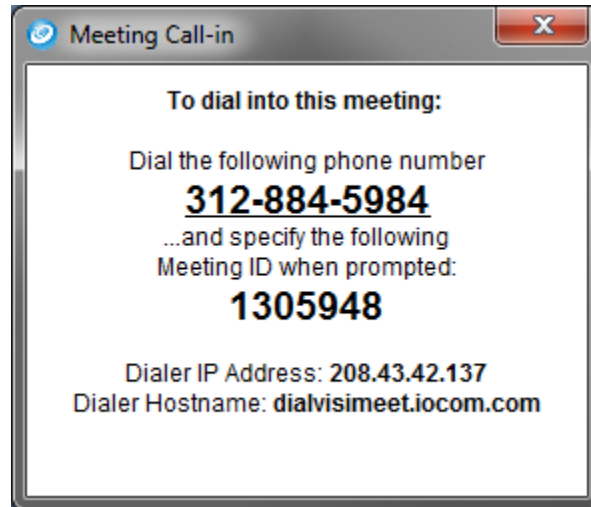 Meeting Call-in
To dial into this meeting:
Dial the following phone number
312-884-5984
...and specify the following
Meeting ID when prompted:
1305948
Dialer IP Address: 208.43.42.137
Dialer Hostname: dialvisimeet.iocom.com